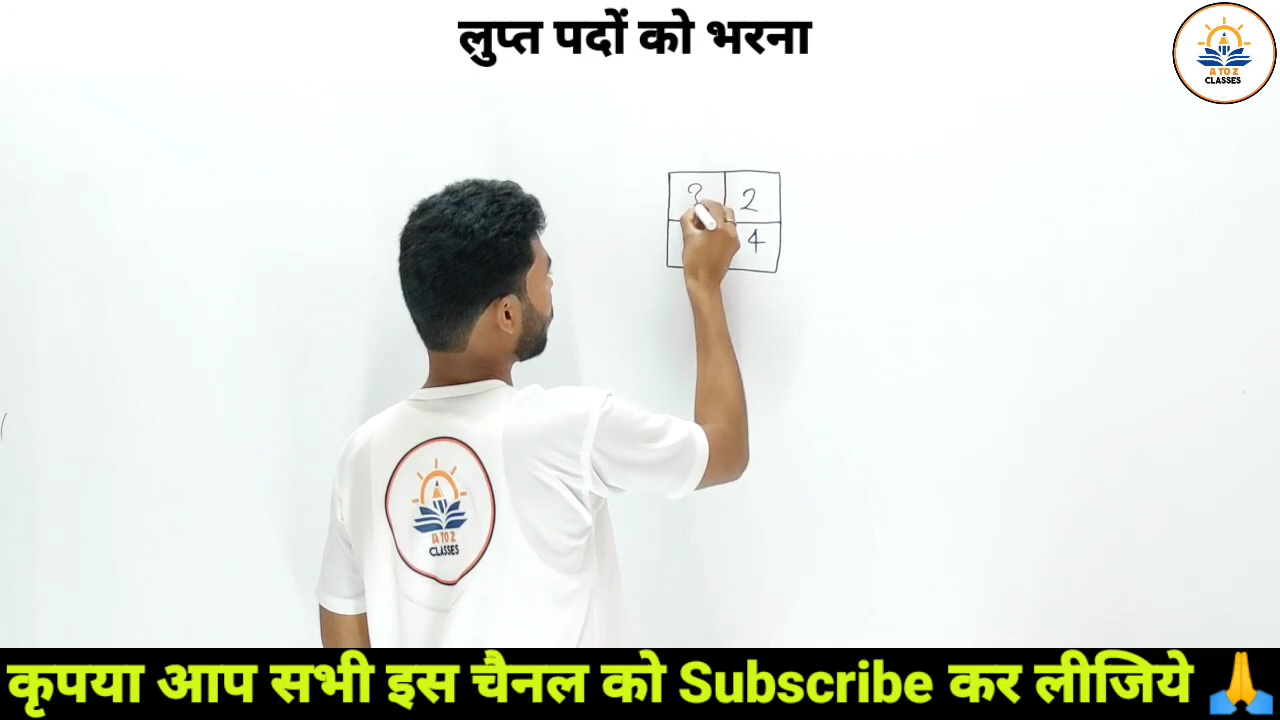 लुप्त पदों को भरना
A TO Z
CLASSES
? 2
4
A TO Z
CLASSES
कृपया आप सभी इस चैनल को Subscribe कर लीजिये 🙏